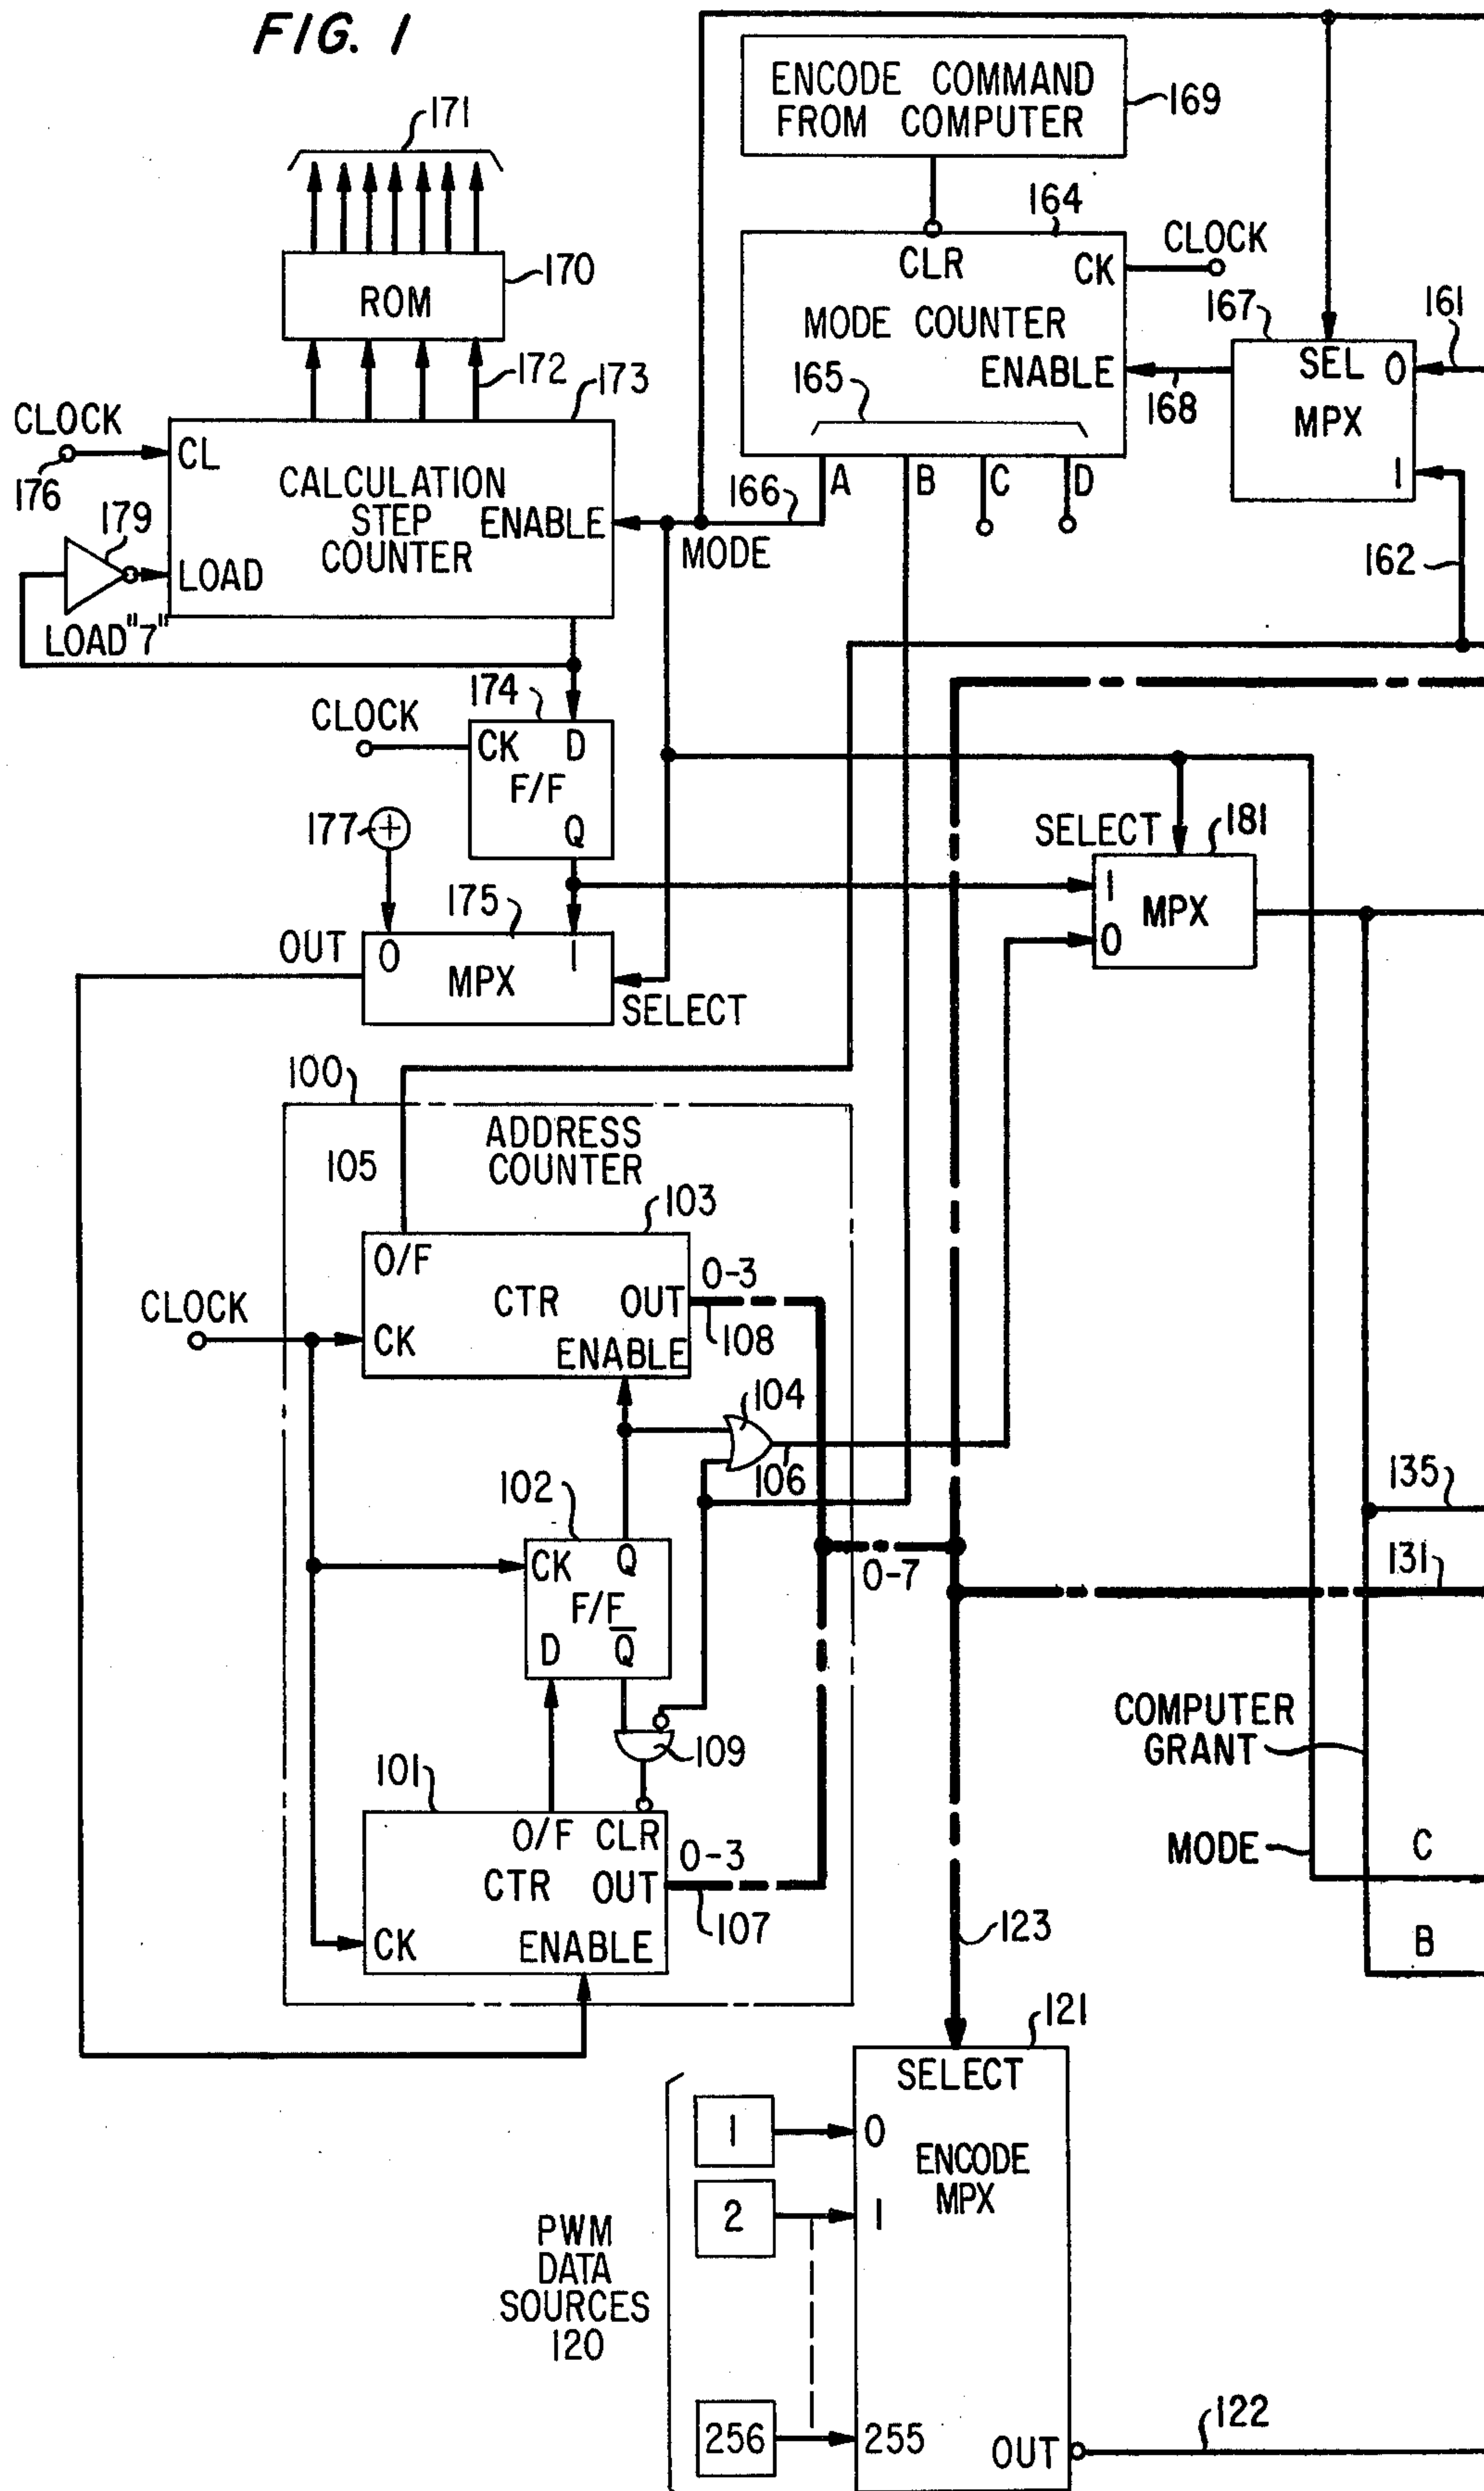 FIG. 1
ENCODE COMMAND
FROM COMPUTER
169
171
ROM
170
172
173
CLOCK
176
CL
CALCULATION
STEP
COUNTER
ENABLE
LOAD
179
LOAD "7"
164
CLR
CK
CLOCK
MODE COUNTER
ENABLE
165
A
B
C
D
166
MODE
167
SEL
0
MPX
1
161
162
168
CLOCK
174
CK
D
F/F
Q
177
+
175
OUT
0
MPX
1
SELECT
SELECT
181
1
MPX
0
100
ADDRESS
COUNTER
105
103
O/F
CTR
OUT
0-3
108
CK
ENABLE
CLOCK
104
106
102
CK
Q
F/F
D
Q̅
0-7
135
131
109
101
O/F
CLR
0-3
CTR
OUT
107
CK
ENABLE
COMPUTER
GRANT
MODE
C
B
123
121
SELECT
1
0
ENCODE
MPX
2
1
PWM
DATA
SOURCES
120
256
255
OUT
122